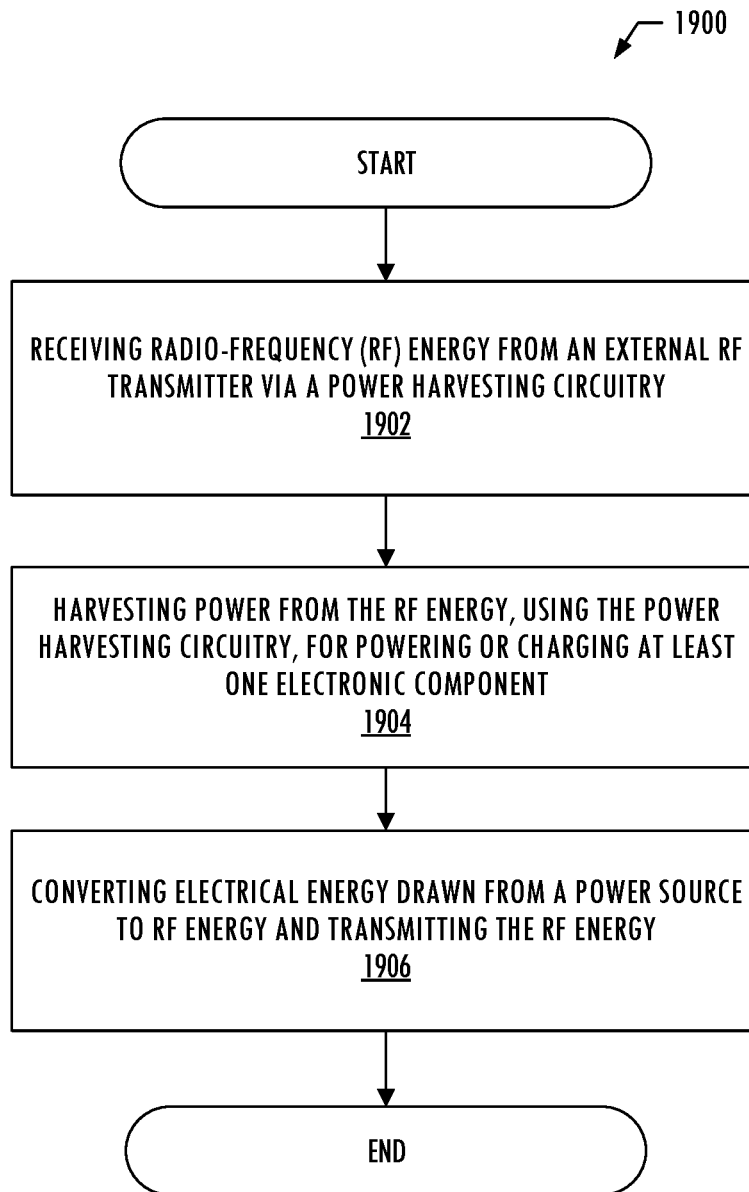 1900
START
RECEIVING RADIO-FREQUENCY (RF) ENERGY FROM AN EXTERNAL RF
TRANSMITTER VIA A POWER HARVESTING CIRCUITRY
1902
HARVESTING POWER FROM THE RF ENERGY, USING THE POWER
HARVESTING CIRCUITRY, FOR POWERING OR CHARGING AT LEAST
ONE ELECTRONIC COMPONENT
1904
CONVERTING ELECTRICAL ENERGY DRAWN FROM A POWER SOURCE
TO RF ENERGY AND TRANSMITTING THE RF ENERGY
1906
END